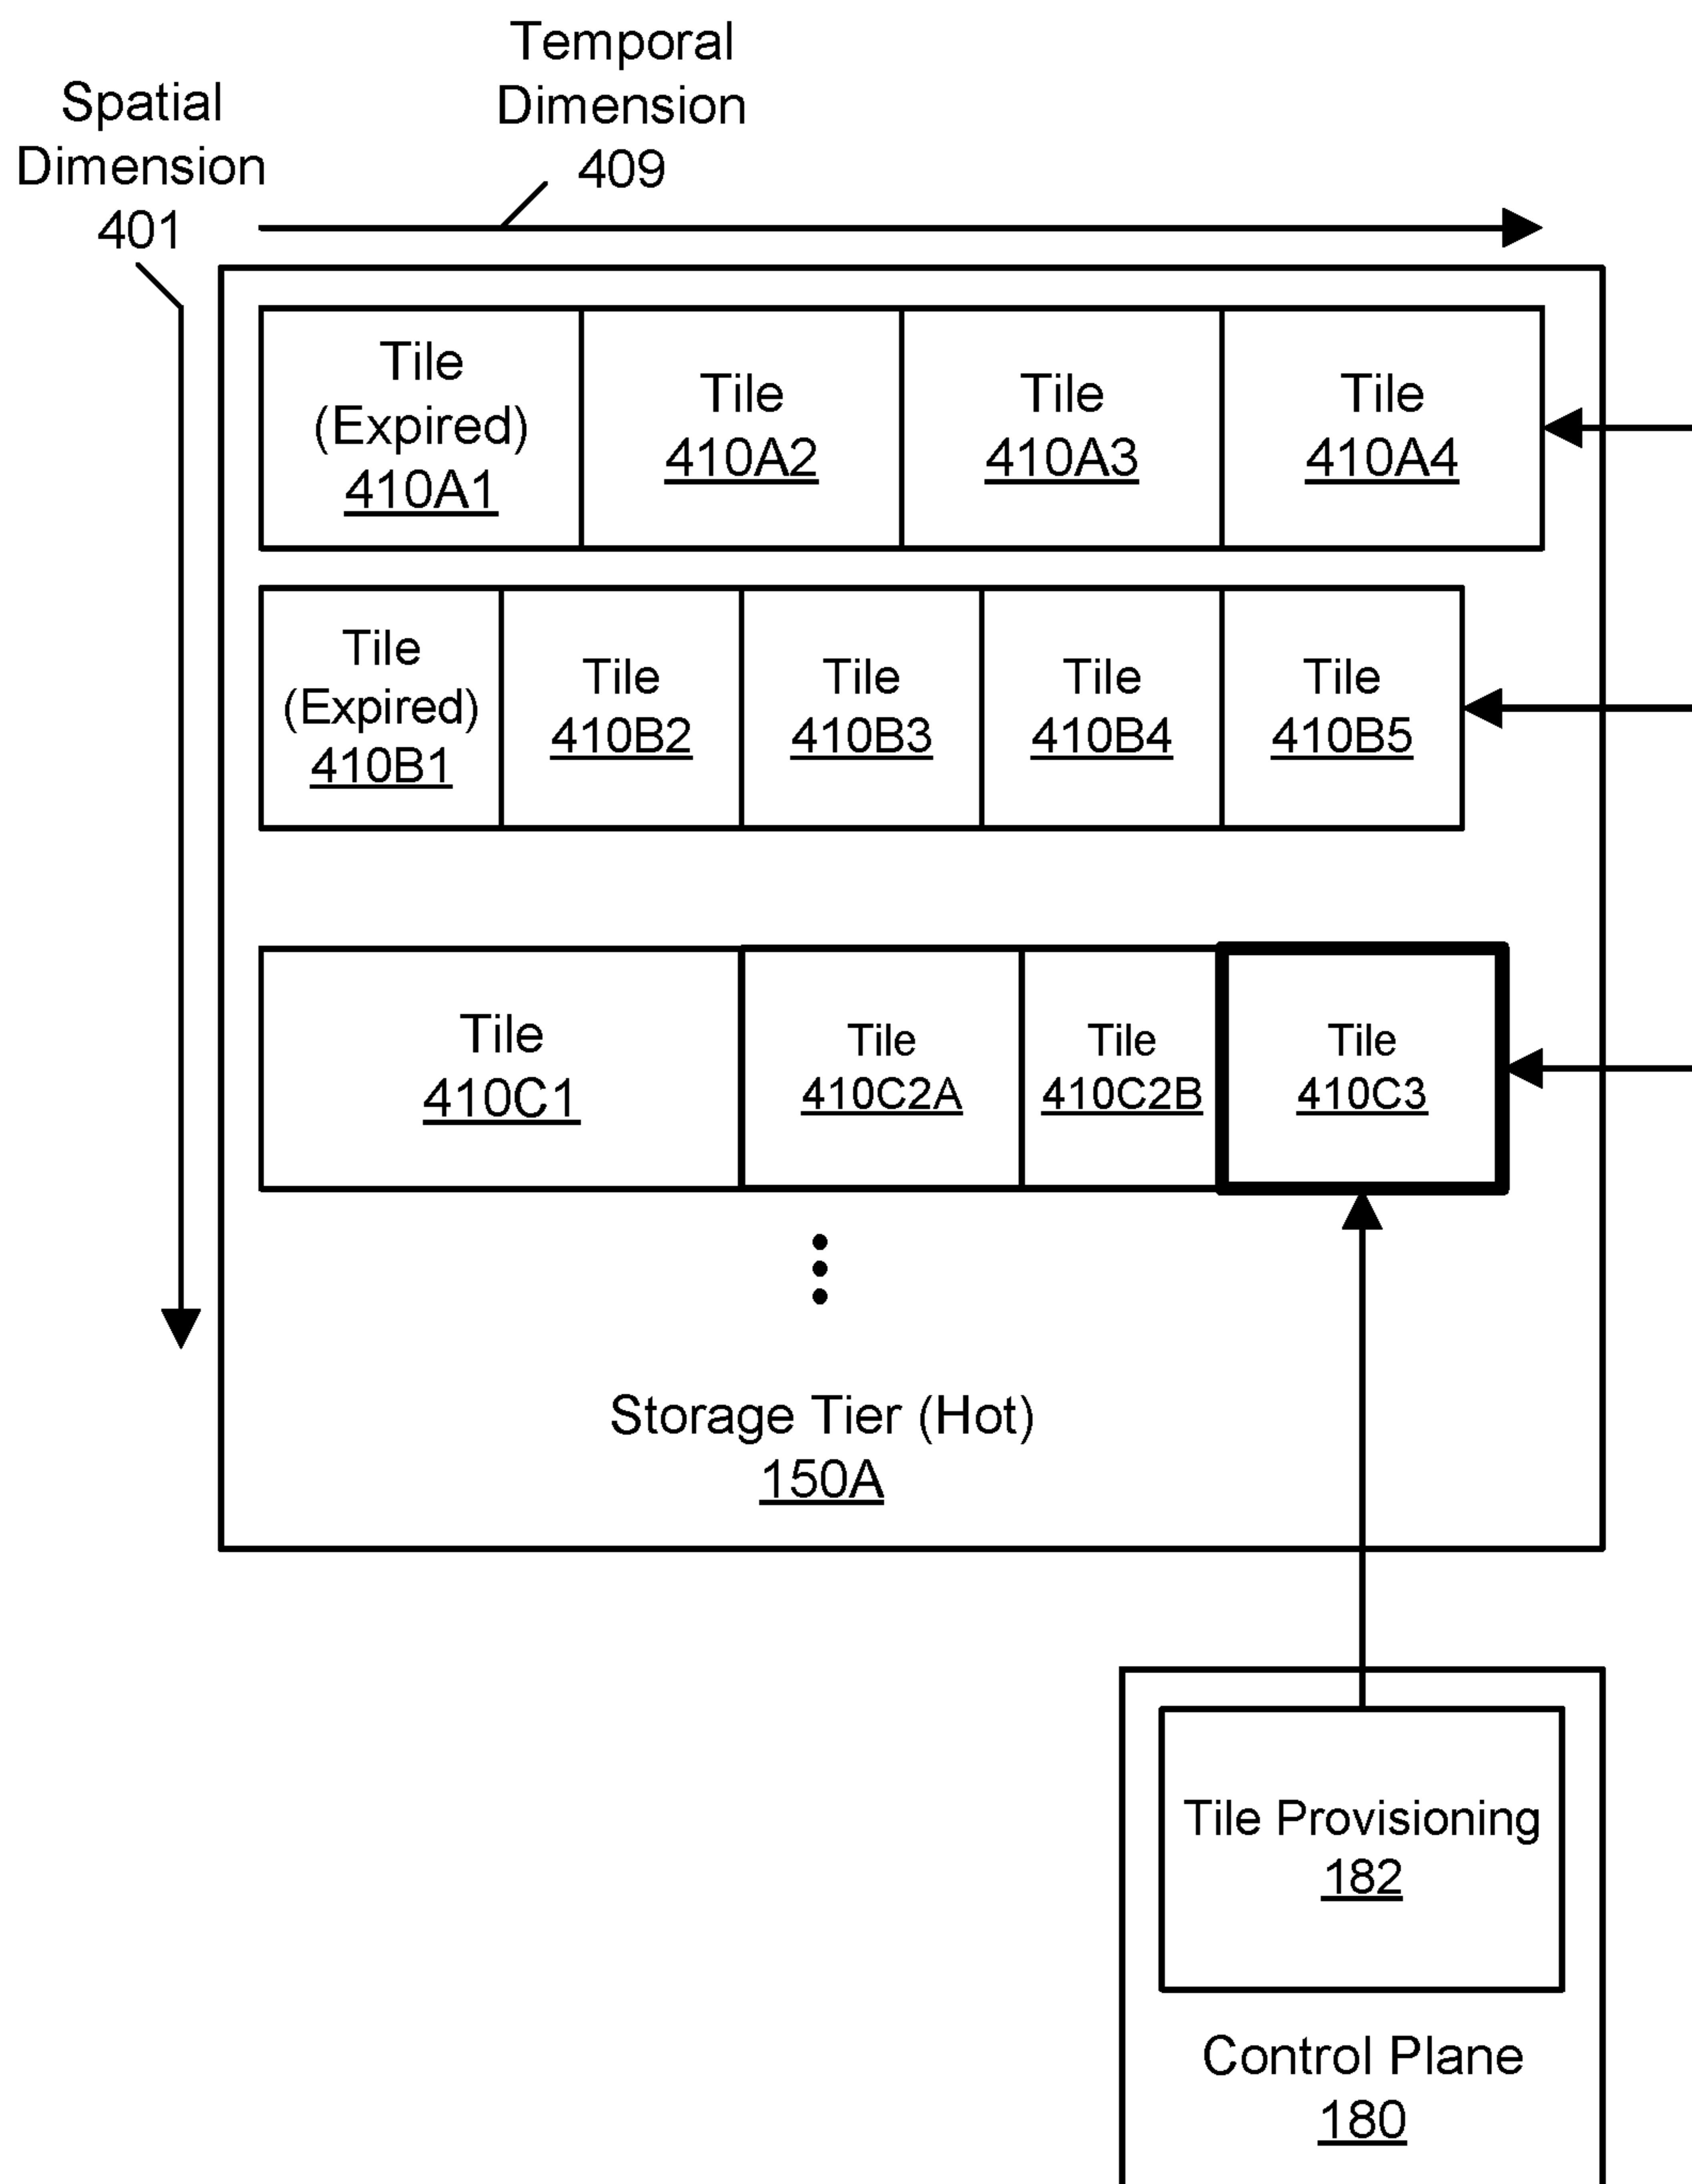 Temporal
Dimension
409
Spatial
Dimension
401
Tile
(Expired)
410A1
Tile
410A2
Tile
410A3
Tile
410A4
Tile
(Expired)
410B1
Tile
410B2
Tile
410B3
Tile
410B4
Tile
410B5
Tile
410C1
Tile
410C2A
Tile
410C2B
Tile
410C3
Storage Tier (Hot)
150A
Tile Provisioning
182
Control Plane
180